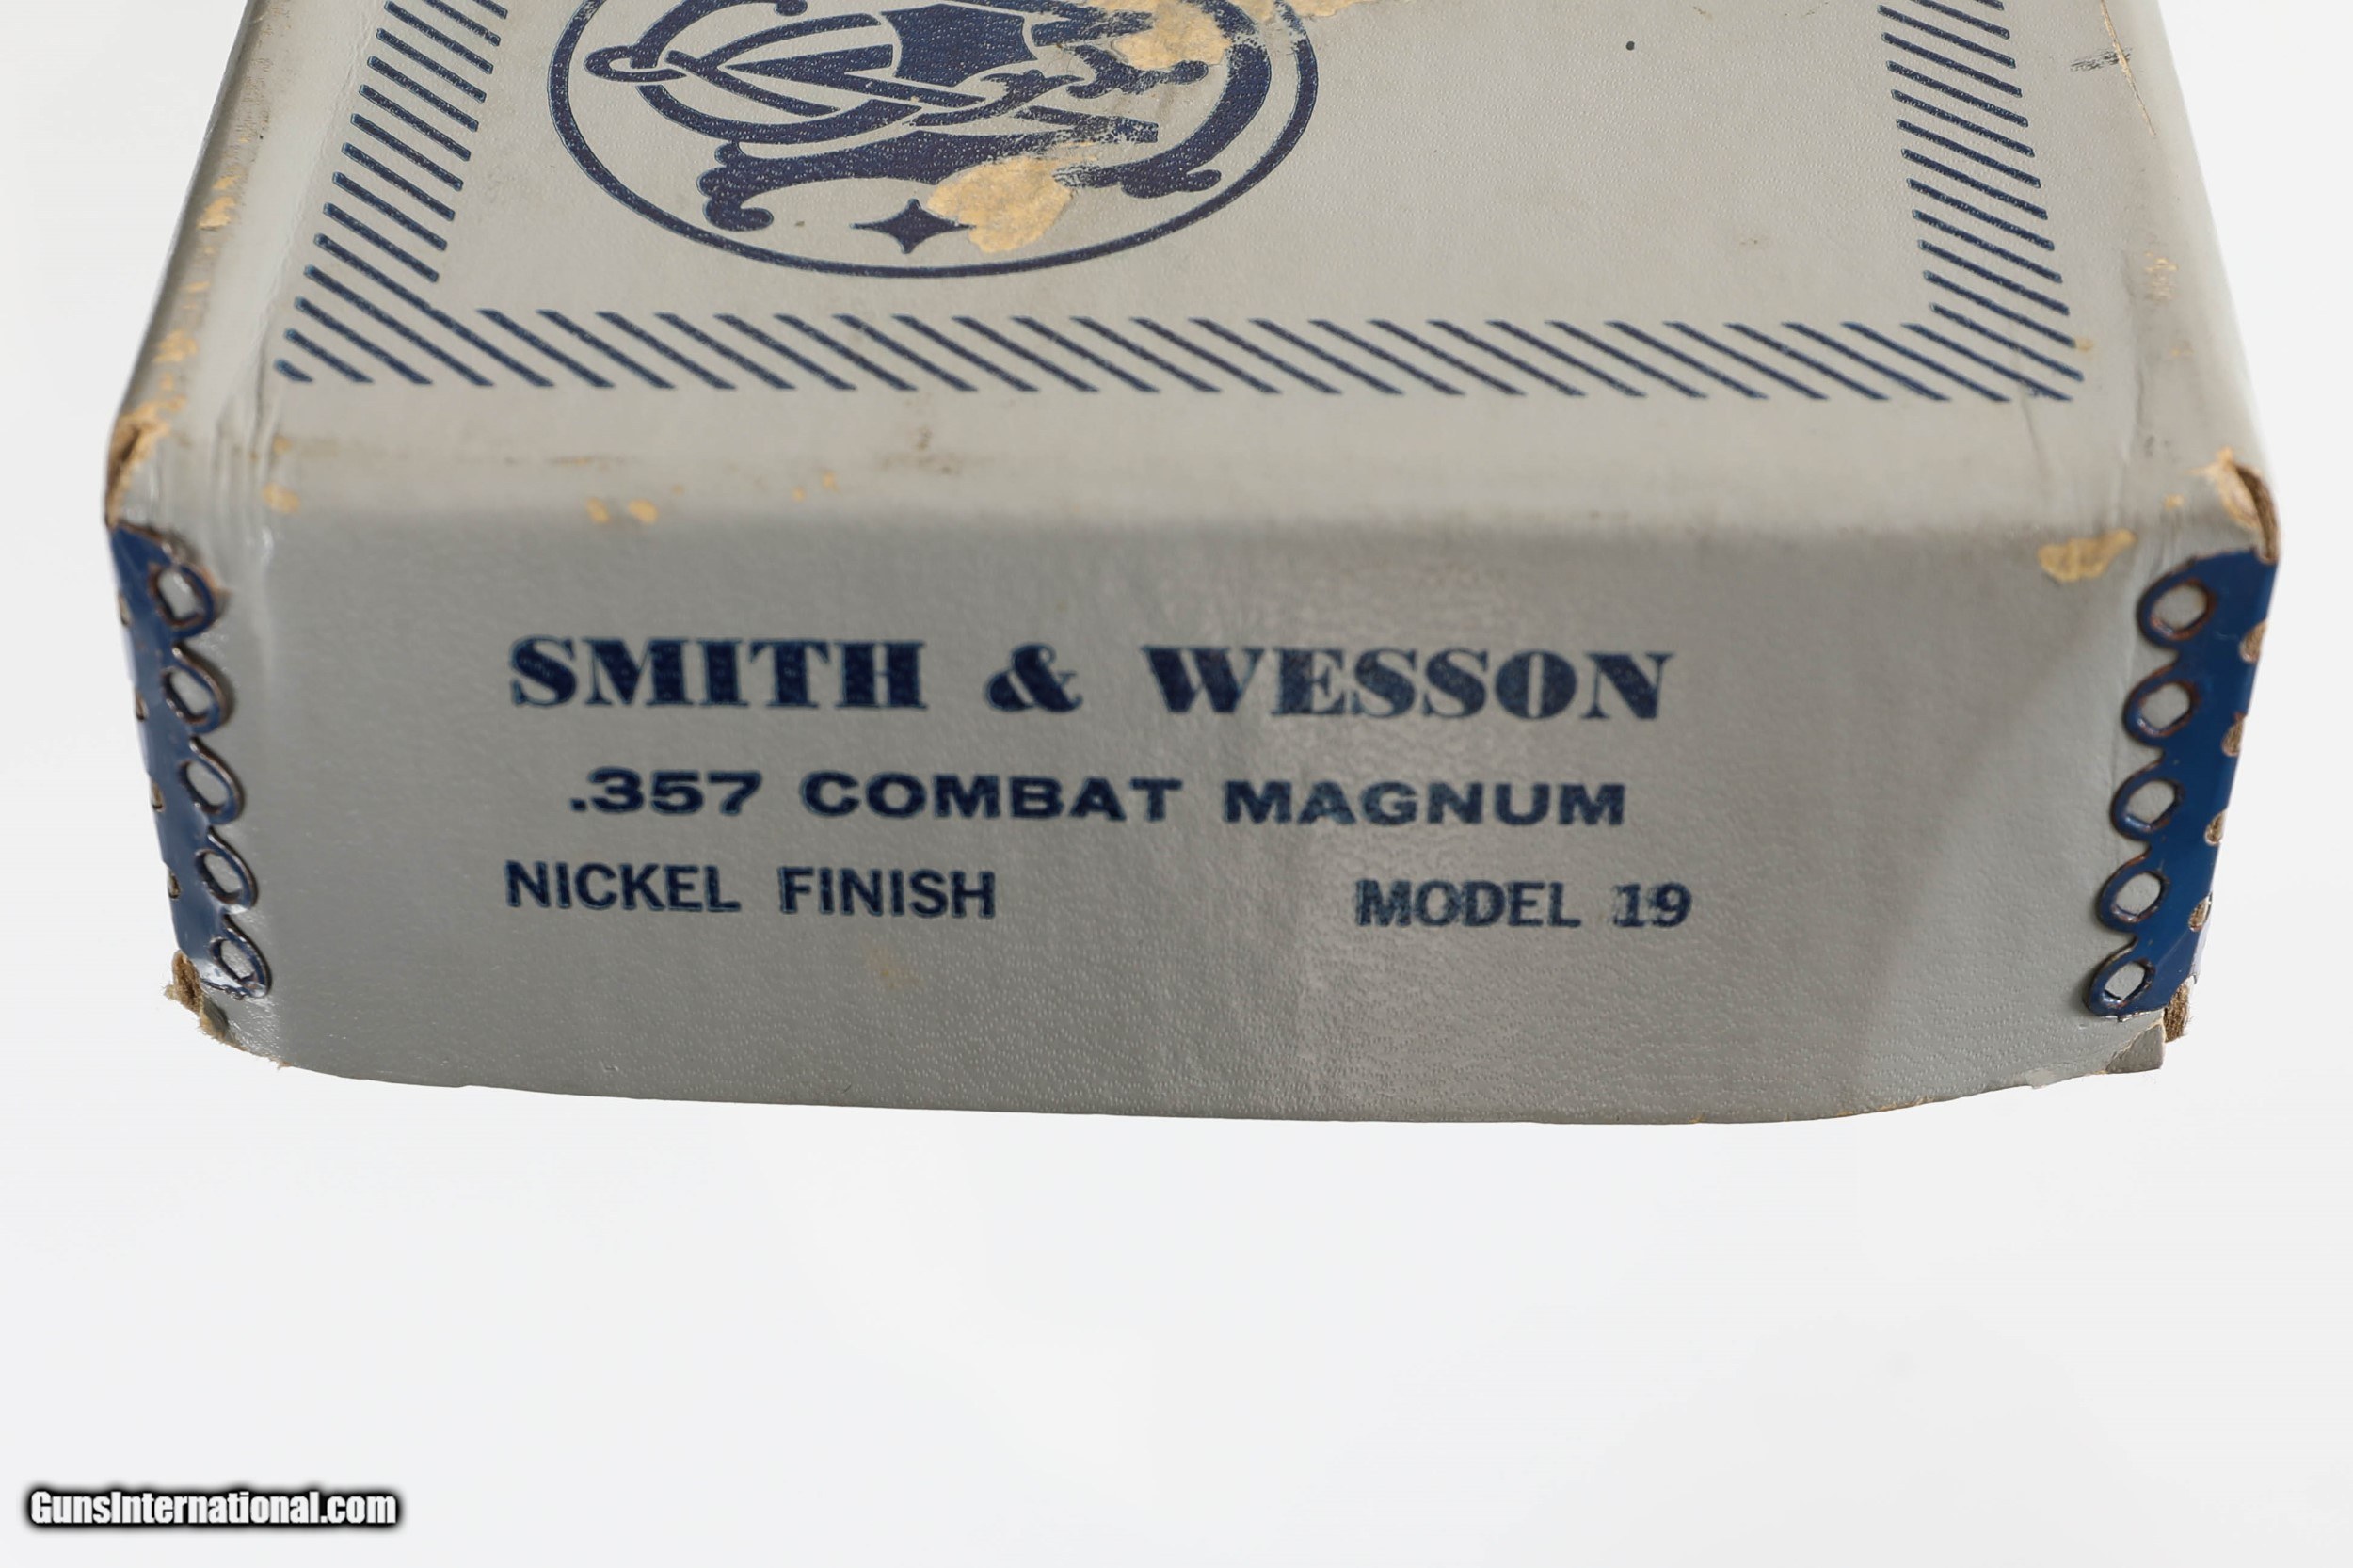 SMITH & WESSON
.357 COMBAT MAGNUM
NICKEL FINISH MODEL 19
GunsInternational.com